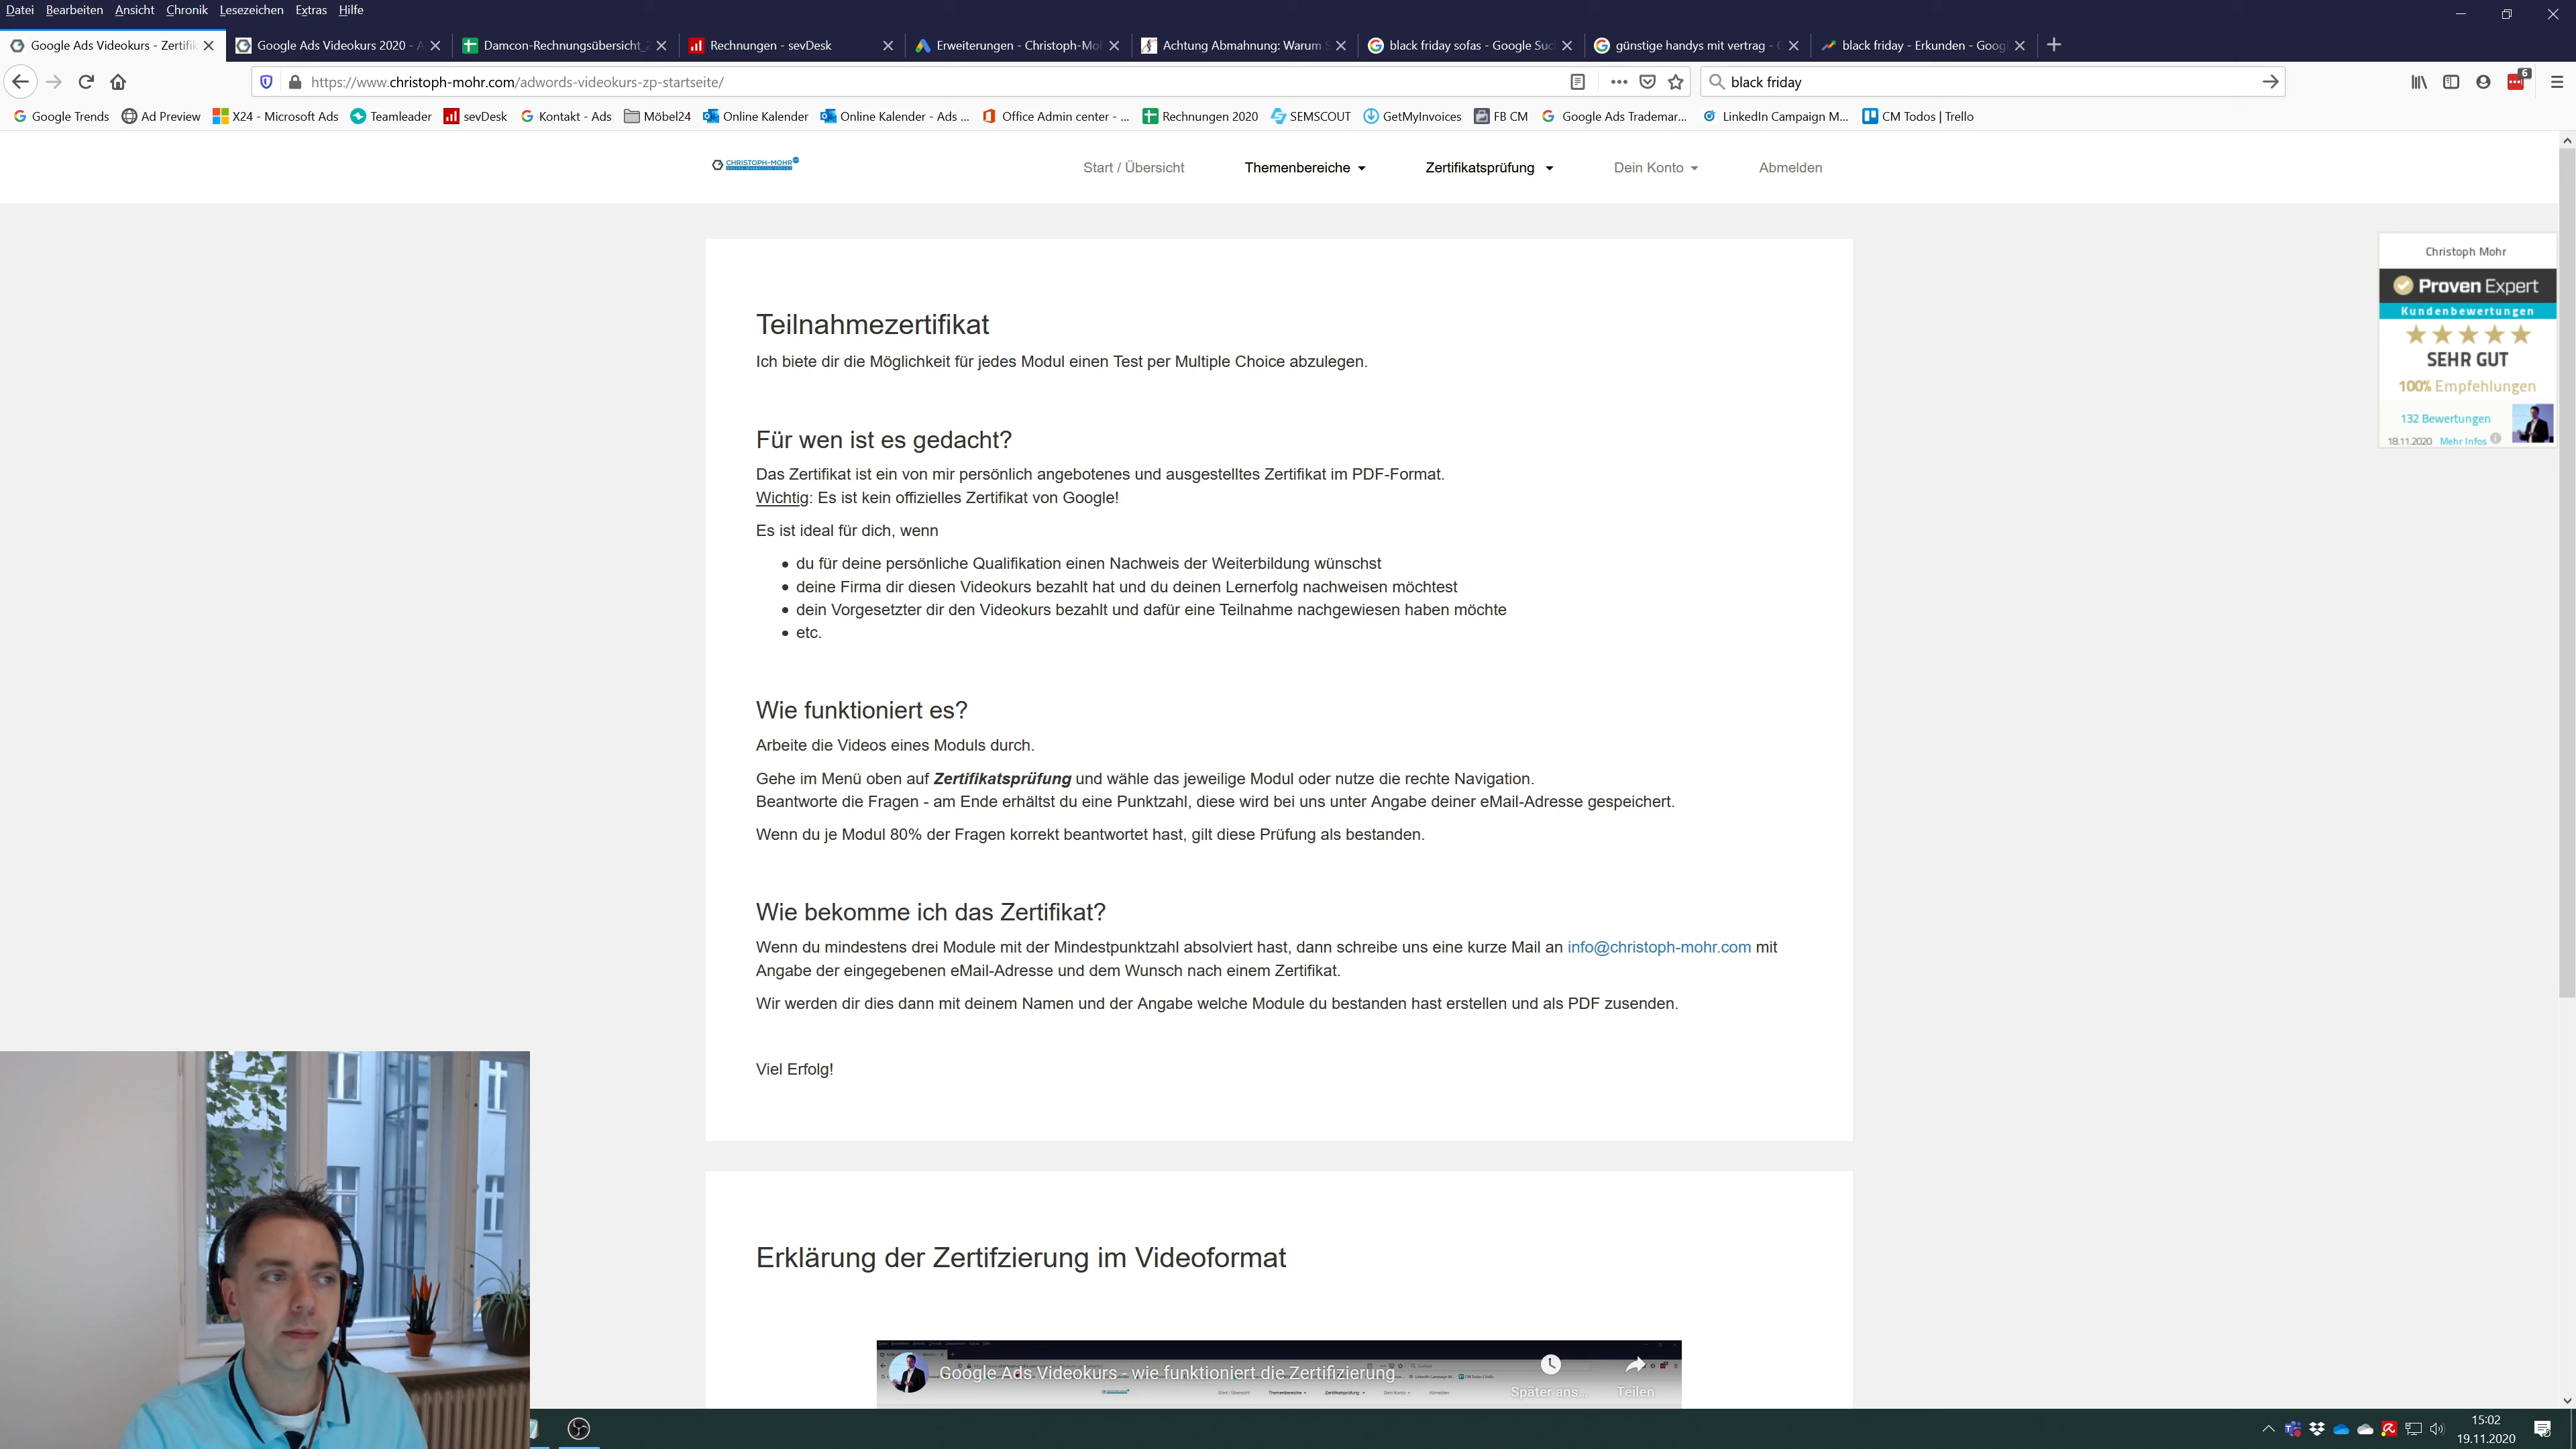 Datei Bearbeiten Ansicht Chronik Lesezeichen Extras Hilfe
Google Ads Videokurs - Zertifik
Google Ads Videokurs 2020 - A
Damcon-Rechnungsübersicht_2
Rechnungen - sevDesk
Erweiterungen - Christoph-Moh
Achtung Abmahnung: Warum S
black friday sofas - Google Suc
günstige handys mit vertrag - G
black friday - Erkunden - Googl
https://www.christoph-mohr.com/adwords-videokurs-zp-startseite/
black friday
6
Google Trends Ad Preview X24 - Microsoft Ads Teamleader sevDesk Kontakt - Ads Möbel24 Online Kalender Online Kalender - Ads ... Office Admin center - ... Rechnungen 2020 SEMSCOUT GetMyInvoices FB CM Google Ads Trademar... LinkedIn Campaign M... CM Todos | Trello
CHRISTOPH-MOHR
Start / Übersicht Themenbereiche Zertifikatsprüfung Dein Konto Abmelden
Christoph Mohr
Proven Expert
Kundenbewertungen
SEHR GUT
100% Empfehlungen
132 Bewertungen
18.11.2020 Mehr Infos
Teilnahmezertifikat
Ich biete dir die Möglichkeit für jedes Modul einen Test per Multiple Choice abzulegen.
Für wen ist es gedacht?
Das Zertifikat ist ein von mir persönlich angebotenes und ausgestelltes Zertifikat im PDF-Format.
Wichtig: Es ist kein offizielles Zertifikat von Google!
Es ist ideal für dich, wenn
• du für deine persönliche Qualifikation einen Nachweis der Weiterbildung wünschst
• deine Firma dir diesen Videokurs bezahlt hat und du deinen Lernerfolg nachweisen möchtest
• dein Vorgesetzter dir den Videokurs bezahlt und dafür eine Teilnahme nachgewiesen haben möchte
• etc.
Wie funktioniert es?
Arbeite die Videos eines Moduls durch.
Gehe im Menü oben auf Zertifikatsprüfung und wähle das jeweilige Modul oder nutze die rechte Navigation.
Beantworte die Fragen - am Ende erhältst du eine Punktzahl, diese wird bei uns unter Angabe deiner eMail-Adresse gespeichert.
Wenn du je Modul 80% der Fragen korrekt beantwortet hast, gilt diese Prüfung als bestanden.
Wie bekomme ich das Zertifikat?
Wenn du mindestens drei Module mit der Mindestpunktzahl absolviert hast, dann schreibe uns eine kurze Mail an info@christoph-mohr.com mit
Angabe der eingegebenen eMail-Adresse und dem Wunsch nach einem Zertifikat.
Wir werden dir dies dann mit deinem Namen und der Angabe welche Module du bestanden hast erstellen und als PDF zusenden.
Viel Erfolg!
Erklärung der Zertifzierung im Videoformat
Google Ads Videokurs - wie funktioniert die Zertifizierung
Später ans...
Teilen
15:02
19.11.2020